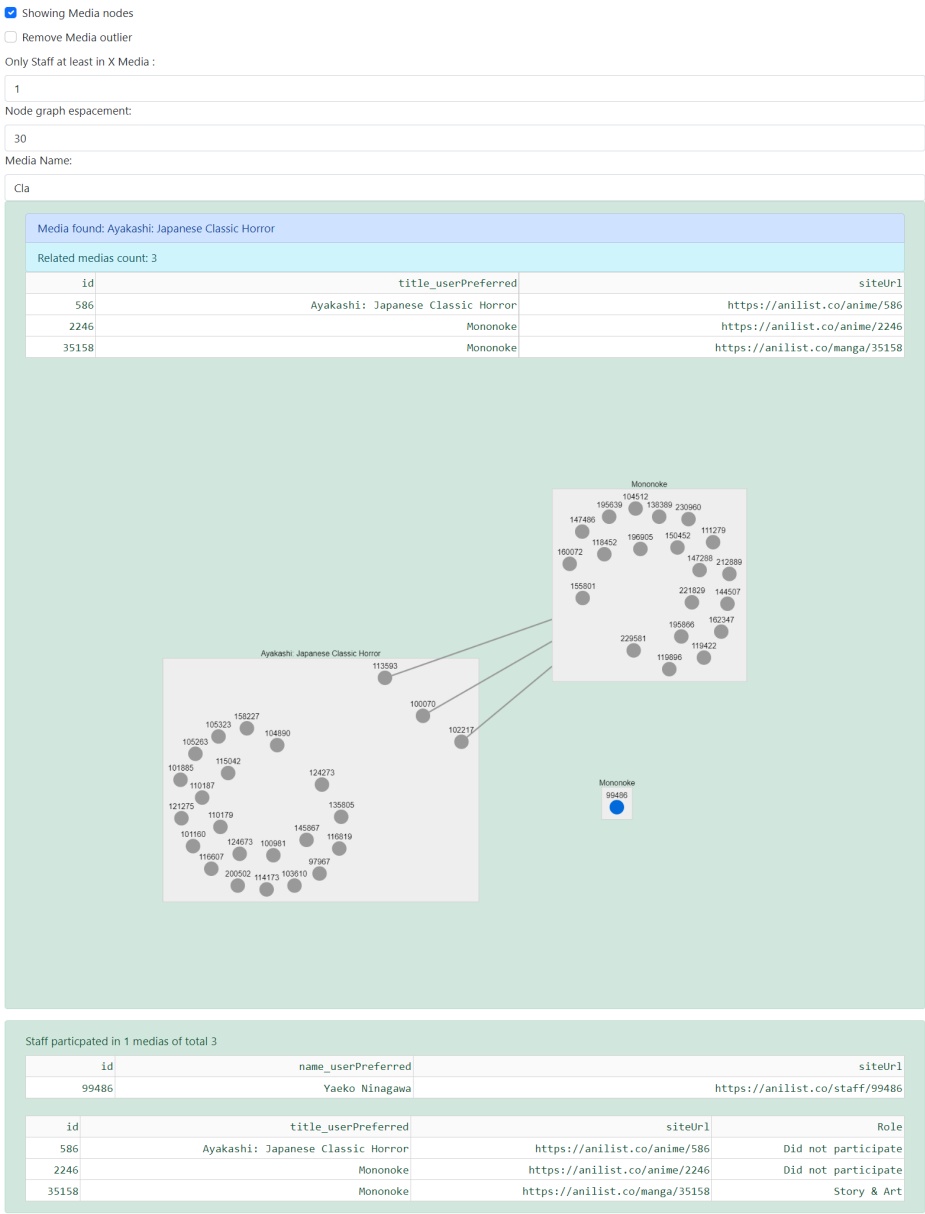 Showing Media nodes
Remove Media outlier
Only Staff at least in X Media :
1
Node graph espacement:
30
Media Name:
Cla
Media found: Ayakashi: Japanese Classic Horror
Related medias count: 3
id title_userPreferred siteUrl
586 Ayakashi: Japanese Classic Horror https://anilist.co/anime/586
2246 Mononoke https://anilist.co/anime/2246
35158 Mononoke https://anilist.co/manga/35158
Mononoke
104512
195639 138389 230960
147486
111279
118452 196905 150452
160072
147288 212889
155801
221829 144507
162347
195866
229581
119422
119896
Ayakashi: Japanese Classic Horror
113593
100070
102217
158227
105323
104890
105263
115042
101885
124273
110187
121275
135805
110179
145867
101160
116819
124673 100981
116607
97967
200502 114173 103610
Mononoke
99486
Staff particpated in 1 medias of total 3
id name_userPreferred siteUrl
99486 Yaeko Ninagawa https://anilist.co/staff/99486
id title_userPreferred siteUrl Role
586 Ayakashi: Japanese Classic Horror https://anilist.co/anime/586 Did not participate
2246 Mononoke https://anilist.co/anime/2246 Did not participate
35158 Mononoke https://anilist.co/manga/35158 Story & Art